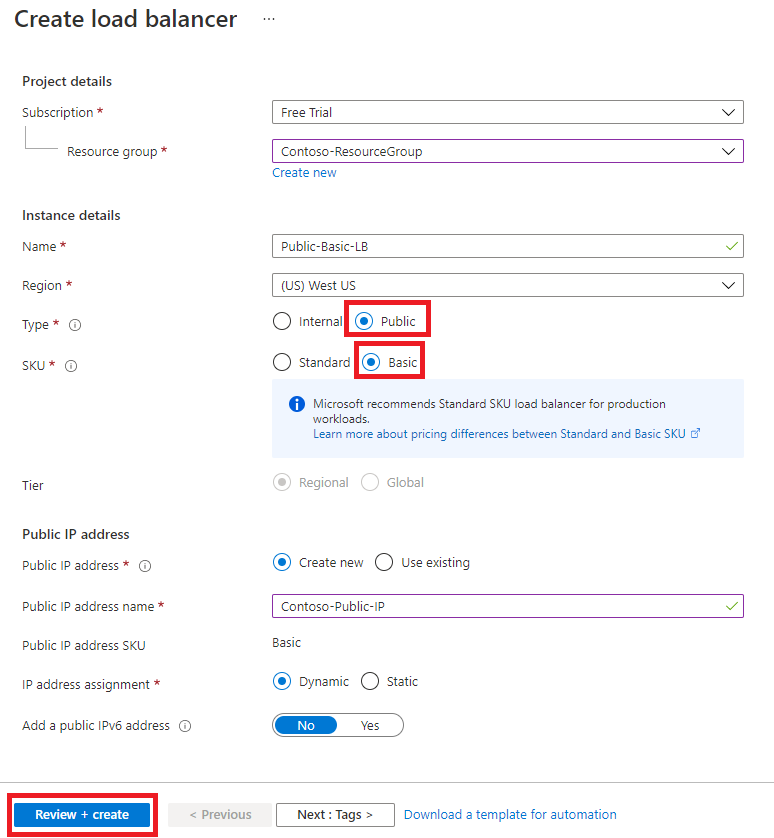 Create load balancer ...
Project details
Subscription * Free Trial
Resource group * Contoso-ResourceGroup
Create new
Instance details
Name * Public-Basic-LB
Region * (US) West US
Type * Internal Public
SKU * Standard Basic
Microsoft recommends Standard SKU load balancer for production
workloads.
Learn more about pricing differences between Standard and Basic SKU
Tier Regional Global
Public IP address
Public IP address * Create new Use existing
Public IP address name * Contoso-Public-IP
Public IP address SKU Basic
IP address assignment * Dynamic Static
Add a public IPv6 address No Yes
Review + create < Previous Next : Tags > Download a template for automation